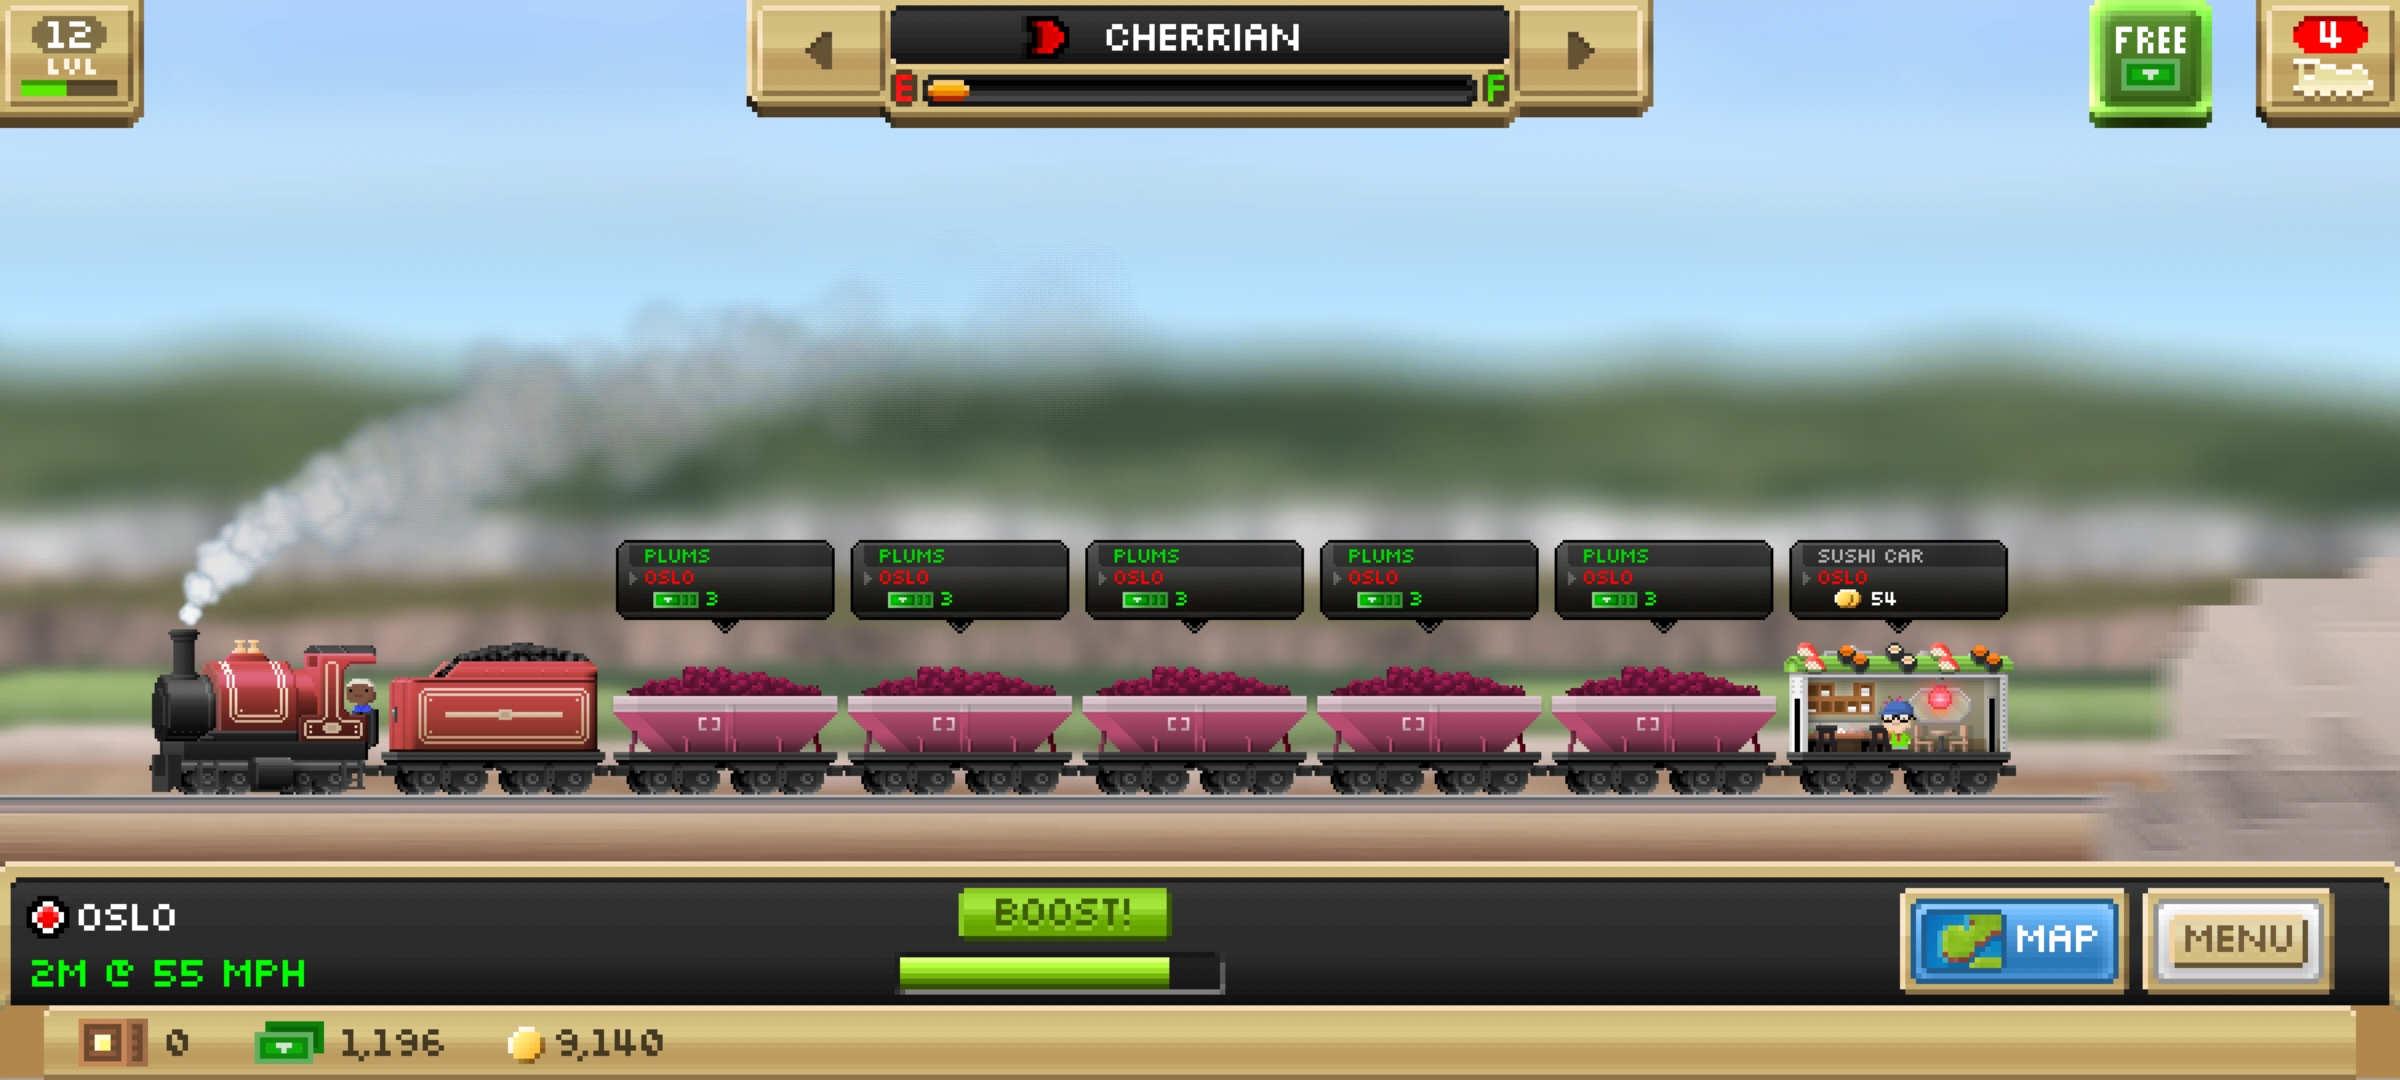 12
LVL
CHERRIAN
E
F
FREE
4
PLUMS
OSLO
3
PLUMS
OSLO
3
PLUMS
OSLO
3
PLUMS
OSLO
3
PLUMS
OSLO
3
SUSHI CAR
OSLO
54
OSLO
2M @ 55 MPH
BOOST!
MAP
MENU
0
1,196
9,140